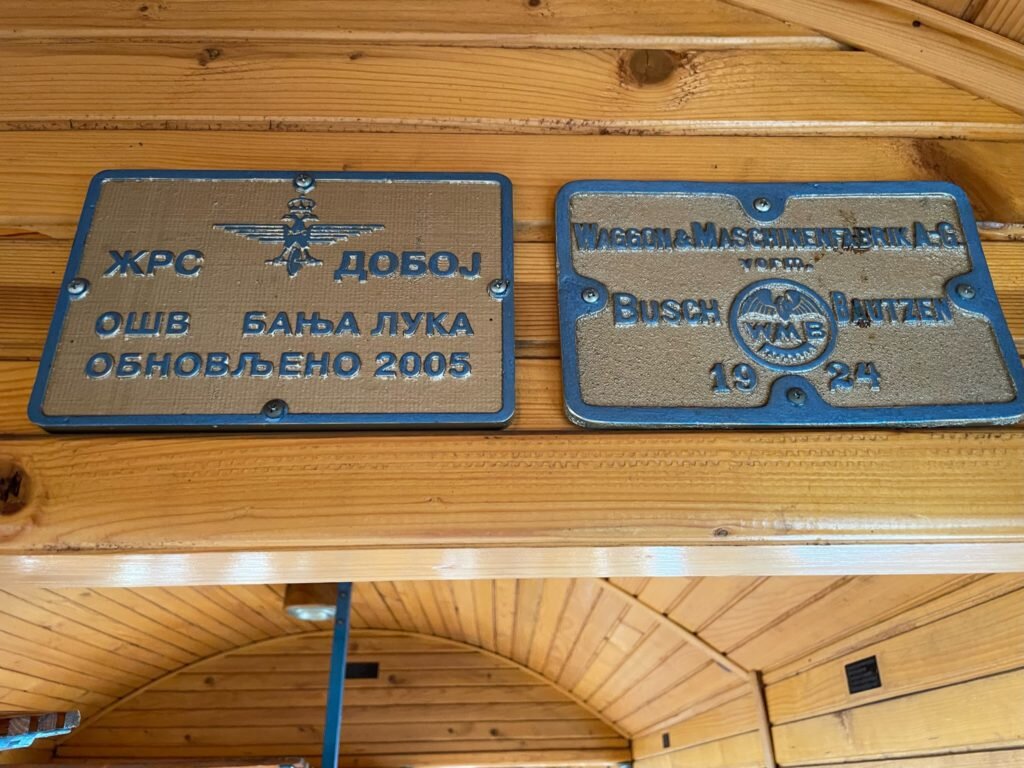 ЖРС ДОБОЈ
ОШВ БАЊА ЛУКА
ОБНОВЉЕНО 2005
WAGGON & MASCHINENFABRIK A-G.
VORM.
BUSCH WMB BAUTZEN
19 24